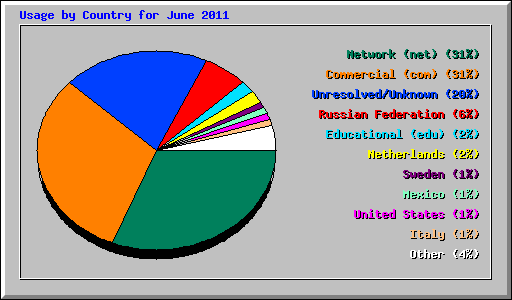 Usage by Country for June 2011
Network (net) (31%)
Commercial (com) (31%)
Unresolved/Unknown (20%)
Russian Federation (6%)
Educational (edu) (2%)
Netherlands (2%)
Sweden (1%)
Mexico (1%)
United States (1%)
Italy (1%)
Other (4%)